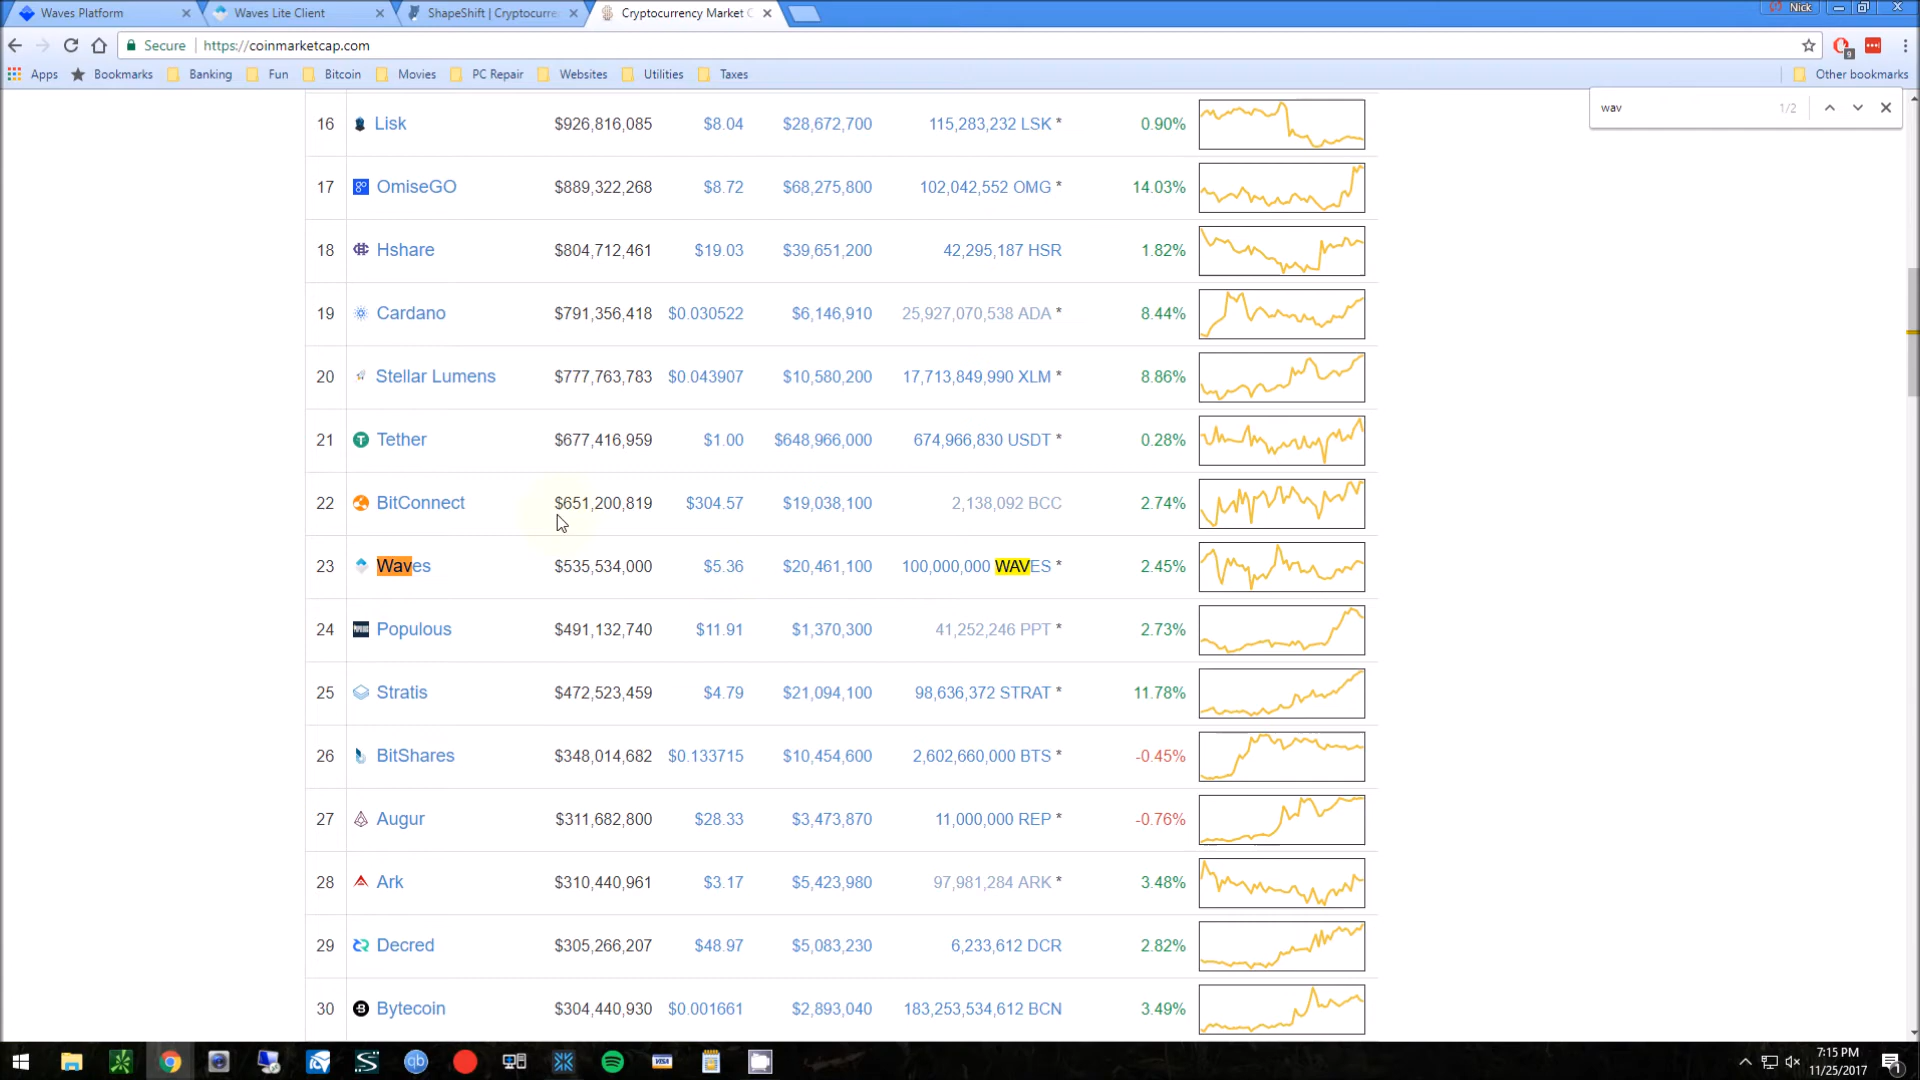 Waves Platform
Waves Lite Client
ShapeShift | Cryptocurre
Cryptocurrency Market C
Nick
Secure | https://coinmarketcap.com
9
Apps Bookmarks Banking Fun Bitcoin Movies PC Repair Websites Utilities Taxes Other bookmarks
wav 1/2
16 Lisk $926,816,085 $8.04 $28,672,700 115,283,232 LSK * 0.90%
17 OmiseGO $889,322,268 $8.72 $68,275,800 102,042,552 OMG * 14.03%
18 Hshare $804,712,461 $19.03 $39,651,200 42,295,187 HSR 1.82%
19 Cardano $791,356,418 $0.030522 $6,146,910 25,927,070,538 ADA * 8.44%
20 Stellar Lumens $777,763,783 $0.043907 $10,580,200 17,713,849,990 XLM * 8.86%
21 Tether $677,416,959 $1.00 $648,966,000 674,966,830 USDT * 0.28%
22 BitConnect $651,200,819 $304.57 $19,038,100 2,138,092 BCC 2.74%
23 Waves $535,534,000 $5.36 $20,461,100 100,000,000 WAVES * 2.45%
24 Populous $491,132,740 $11.91 $1,370,300 41,252,246 PPT * 2.73%
25 Stratis $472,523,459 $4.79 $21,094,100 98,636,372 STRAT * 11.78%
26 BitShares $348,014,682 $0.133715 $10,454,600 2,602,660,000 BTS * -0.45%
27 Augur $311,682,800 $28.33 $3,473,870 11,000,000 REP * -0.76%
28 Ark $310,440,961 $3.17 $5,423,980 97,981,284 ARK * 3.48%
29 Decred $305,266,207 $48.97 $5,083,230 6,233,612 DCR 2.82%
30 Bytecoin $304,440,930 $0.001661 $2,893,040 183,253,534,612 BCN 3.49%
qb
VISA
7:15 PM
11/25/2017
1